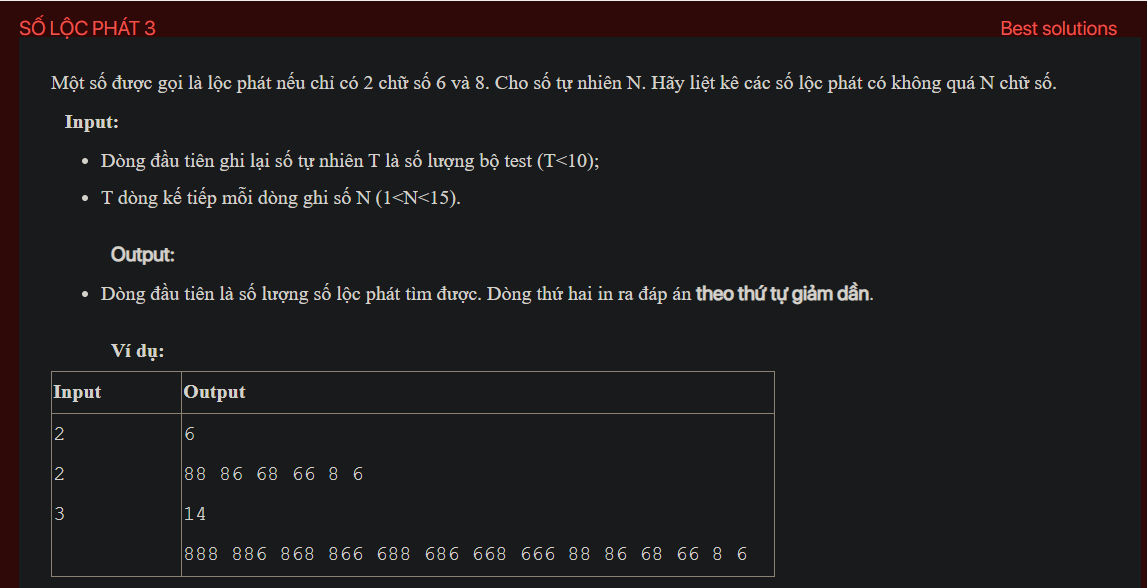 SỐ LỘC PHÁT 3 Best solutions
Một số được gọi là lộc phát nếu chỉ có 2 chữ số 6 và 8. Cho số tự nhiên N. Hãy liệt kê các số lộc phát có không quá N chữ số.
Input:
• Dòng đầu tiên ghi lại số tự nhiên T là số lượng bộ test (T<10);
• T dòng kế tiếp mỗi dòng ghi số N (1<N<15).
Output:
• Dòng đầu tiên là số lượng số lộc phát tìm được. Dòng thứ hai in ra đáp án theo thứ tự giảm dần.
Ví dụ:
Input Output
2 6
2 88 86 68 66 8 6
3 14
888 886 868 866 688 686 668 666 88 86 68 66 8 6